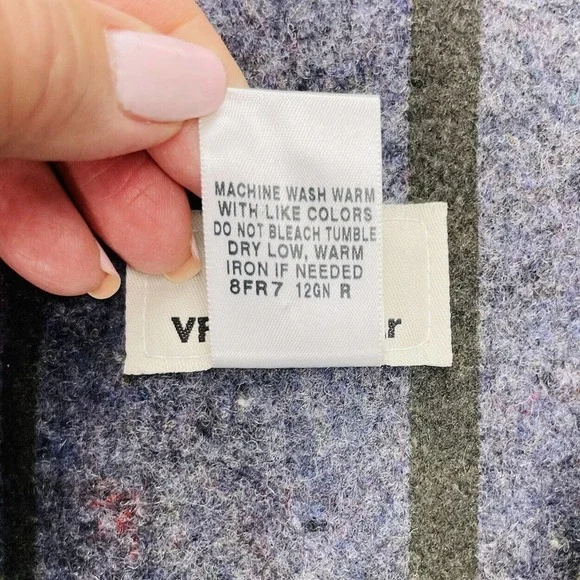 MACHINE WASH WARM
WITH LIKE COLORS
DO NOT BLEACH TUMBLE
DRY LOW, WARM
IRON IF NEEDED
8FR7 12GN R